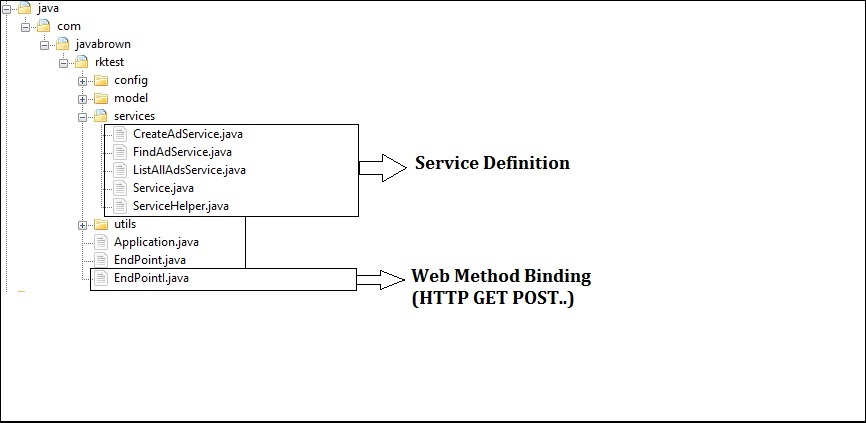 java
com
javabrown
rktest
config
model
services
CreateAdService.java
FindAdService.java
ListAllAdsService.java
Service.java
ServiceHelper.java
Service Definition
utils
Application.java
EndPoint.java
EndPointI.java
Web Method Binding
(HTTP GET POST..)